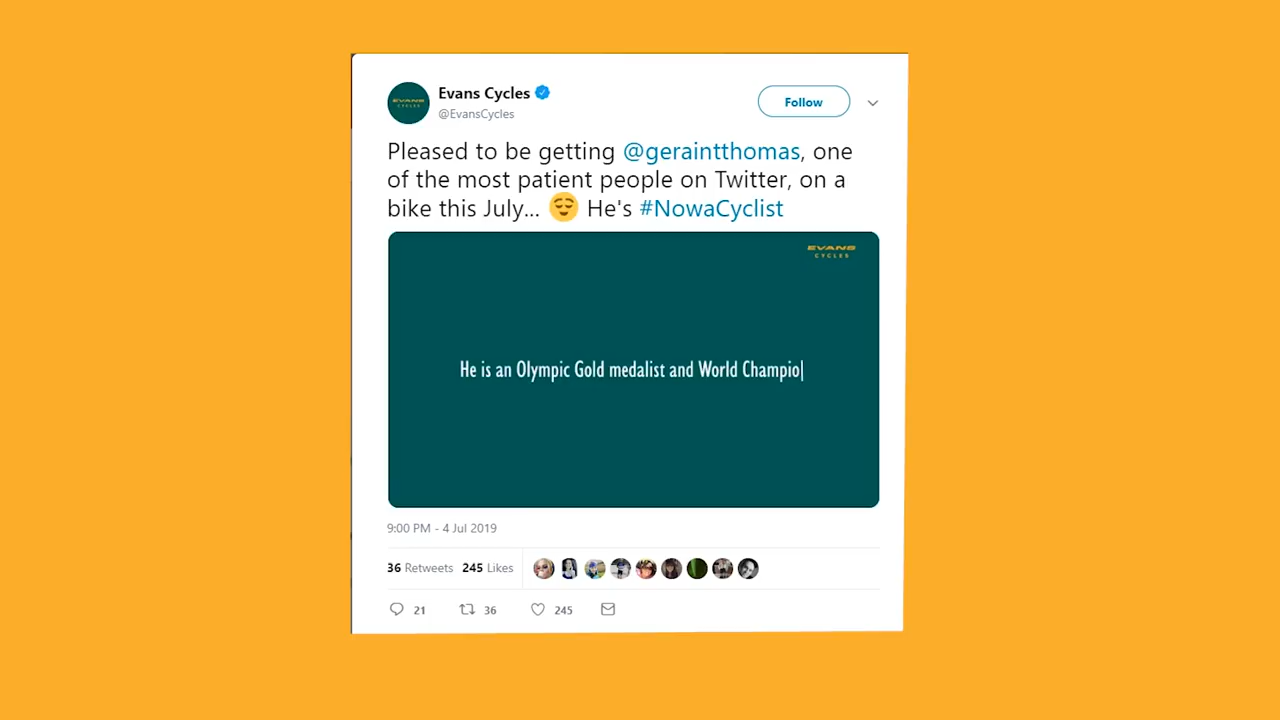 EVANS
CYCLES
Evans Cycles
@EvansCycles
Follow
Pleased to be getting @geraintthomas, one
of the most patient people on Twitter, on a
bike this July... 😌 He's #NowaCyclist
EVANS
CYCLES
He is an Olympic Gold medalist and World Champio|
9:00 PM - 4 Jul 2019
36 Retweets 245 Likes
21 36 245